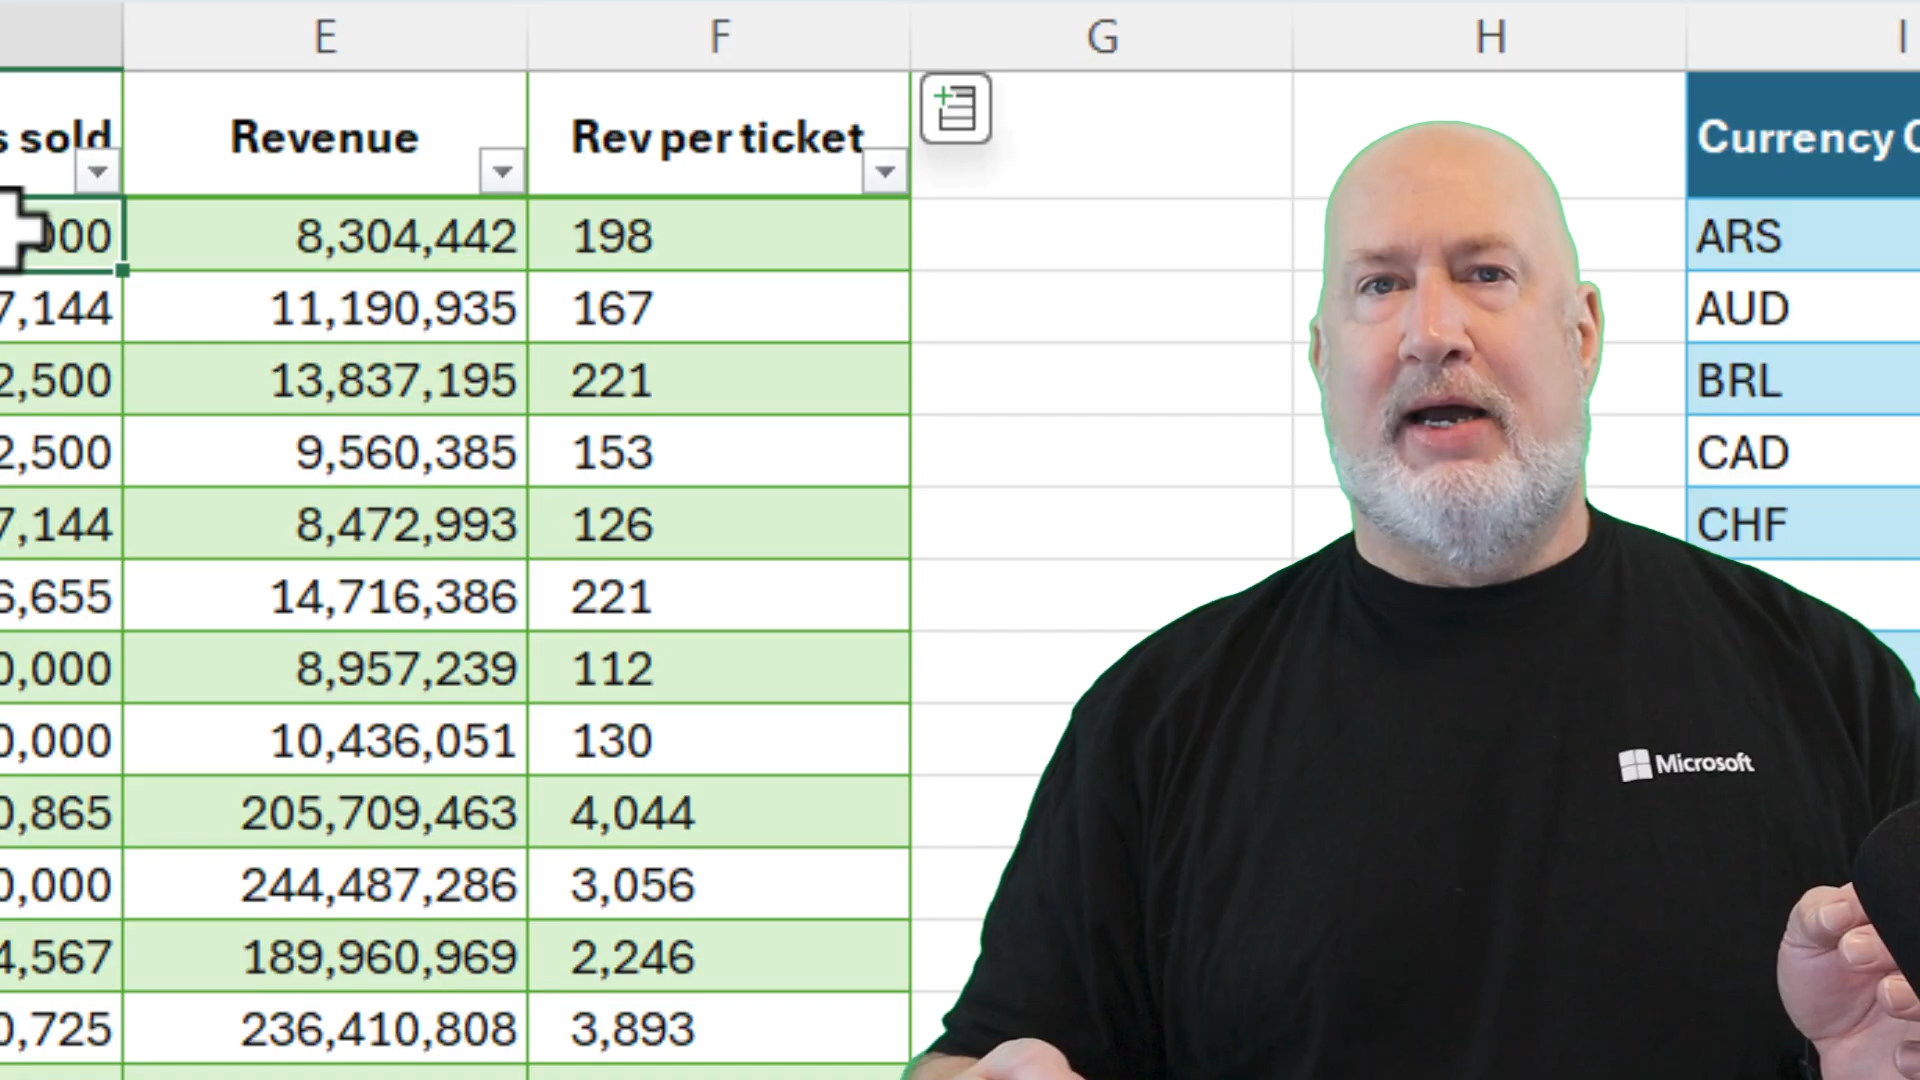 E F G H I
s sold Revenue Rev per ticket Currency C
000 8,304,442 198 ARS
7,144 11,190,935 167 AUD
2,500 13,837,195 221 BRL
2,500 9,560,385 153 CAD
7,144 8,472,993 126 CHF
6,655 14,716,386 221
0,000 8,957,239 112
0,000 10,436,051 130
Microsoft
0,865 205,709,463 4,044
0,000 244,487,286 3,056
4,567 189,960,969 2,246
0,725 236,410,808 3,893